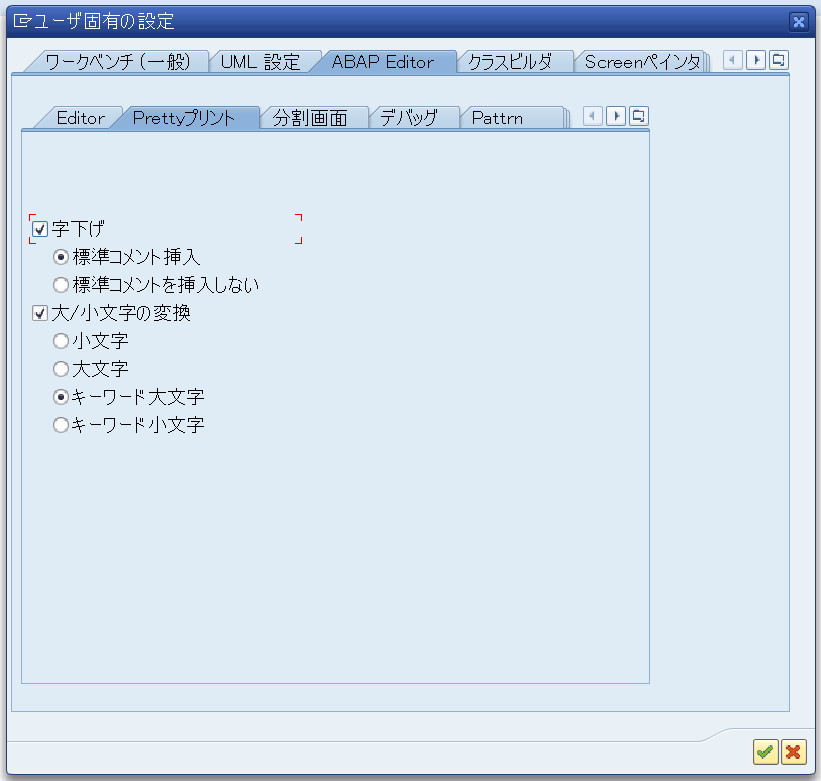 ユーザ固有の設定
ワークベンチ (一般) UML 設定 ABAP Editor クラスビルダ Screenペインタ
Editor Prettyプリント 分割画面 デバッグ Pattrn
字下げ
標準コメント挿入
標準コメントを挿入しない
大/小文字の変換
小文字
大文字
キーワード大文字
キーワード小文字